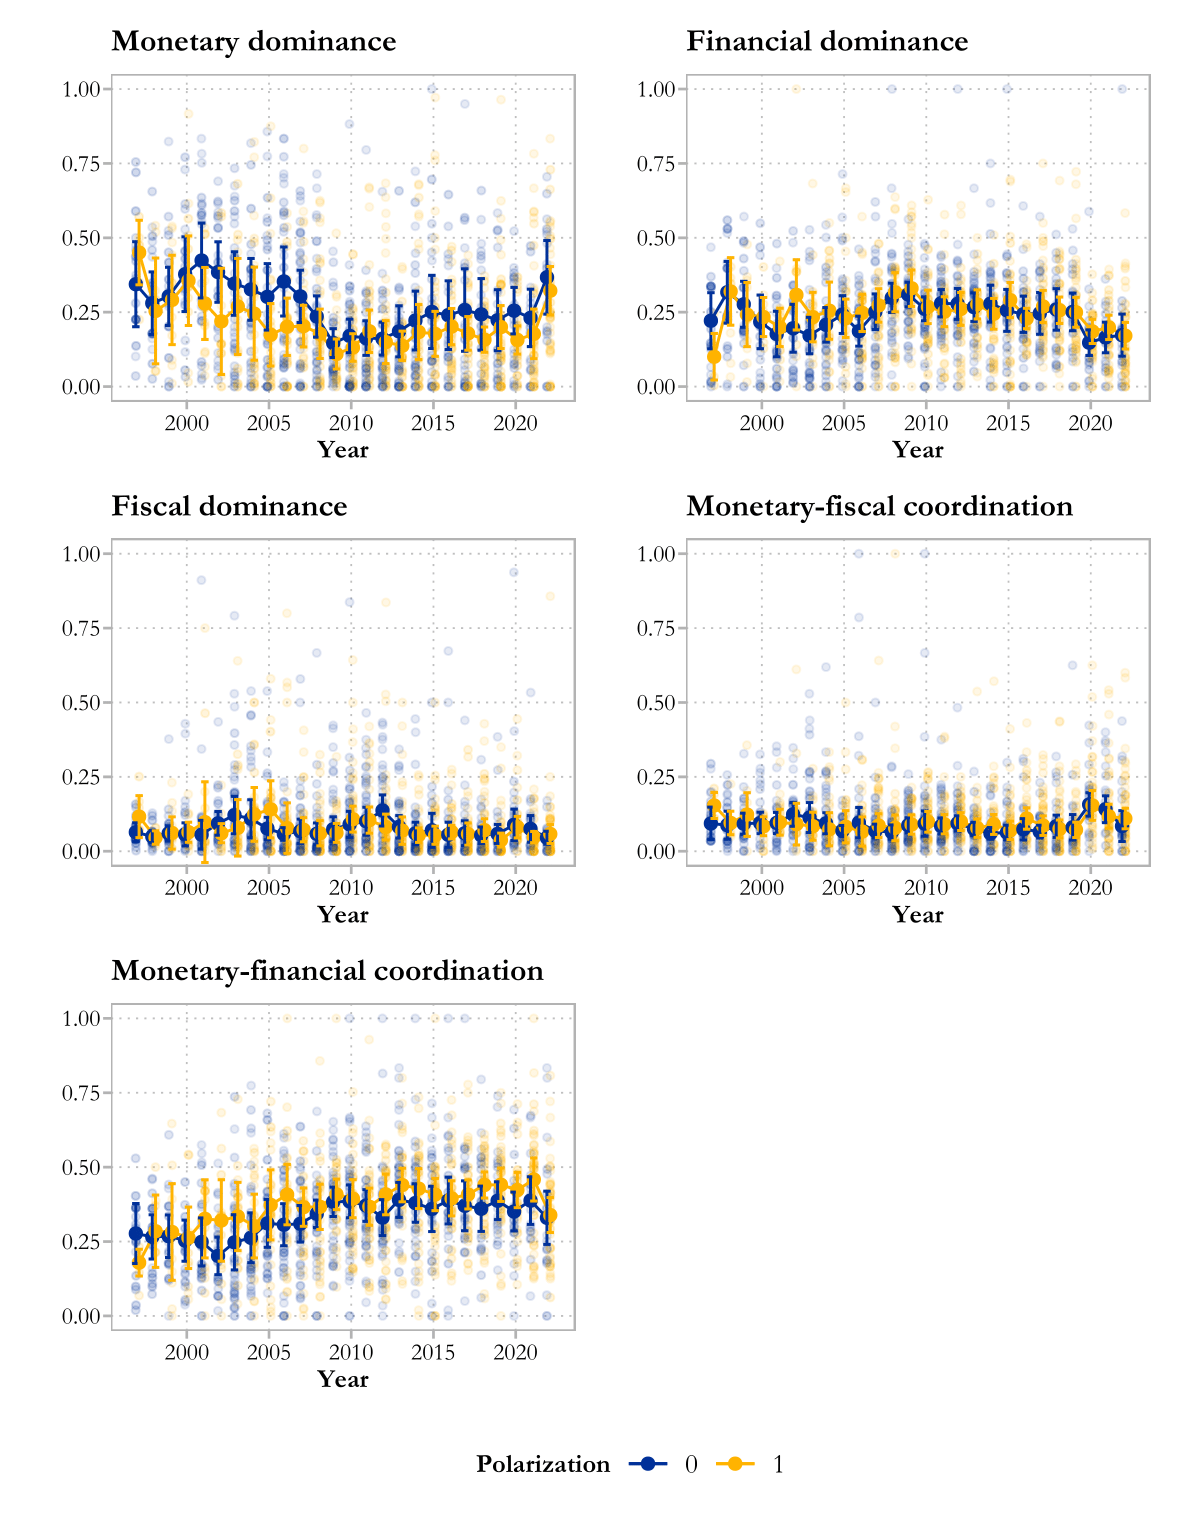 Monetary dominance
1.00
0.75
0.50
0.25
0.00
2000 2005 2010 2015 2020
Year
Financial dominance
1.00
0.75
0.50
0.25
0.00
2000 2005 2010 2015 2020
Year
Fiscal dominance
1.00
0.75
0.50
0.25
0.00
2000 2005 2010 2015 2020
Year
Monetary-fiscal coordination
1.00
0.75
0.50
0.25
0.00
2000 2005 2010 2015 2020
Year
Monetary-financial coordination
1.00
0.75
0.50
0.25
0.00
2000 2005 2010 2015 2020
Year
Polarization 0 1